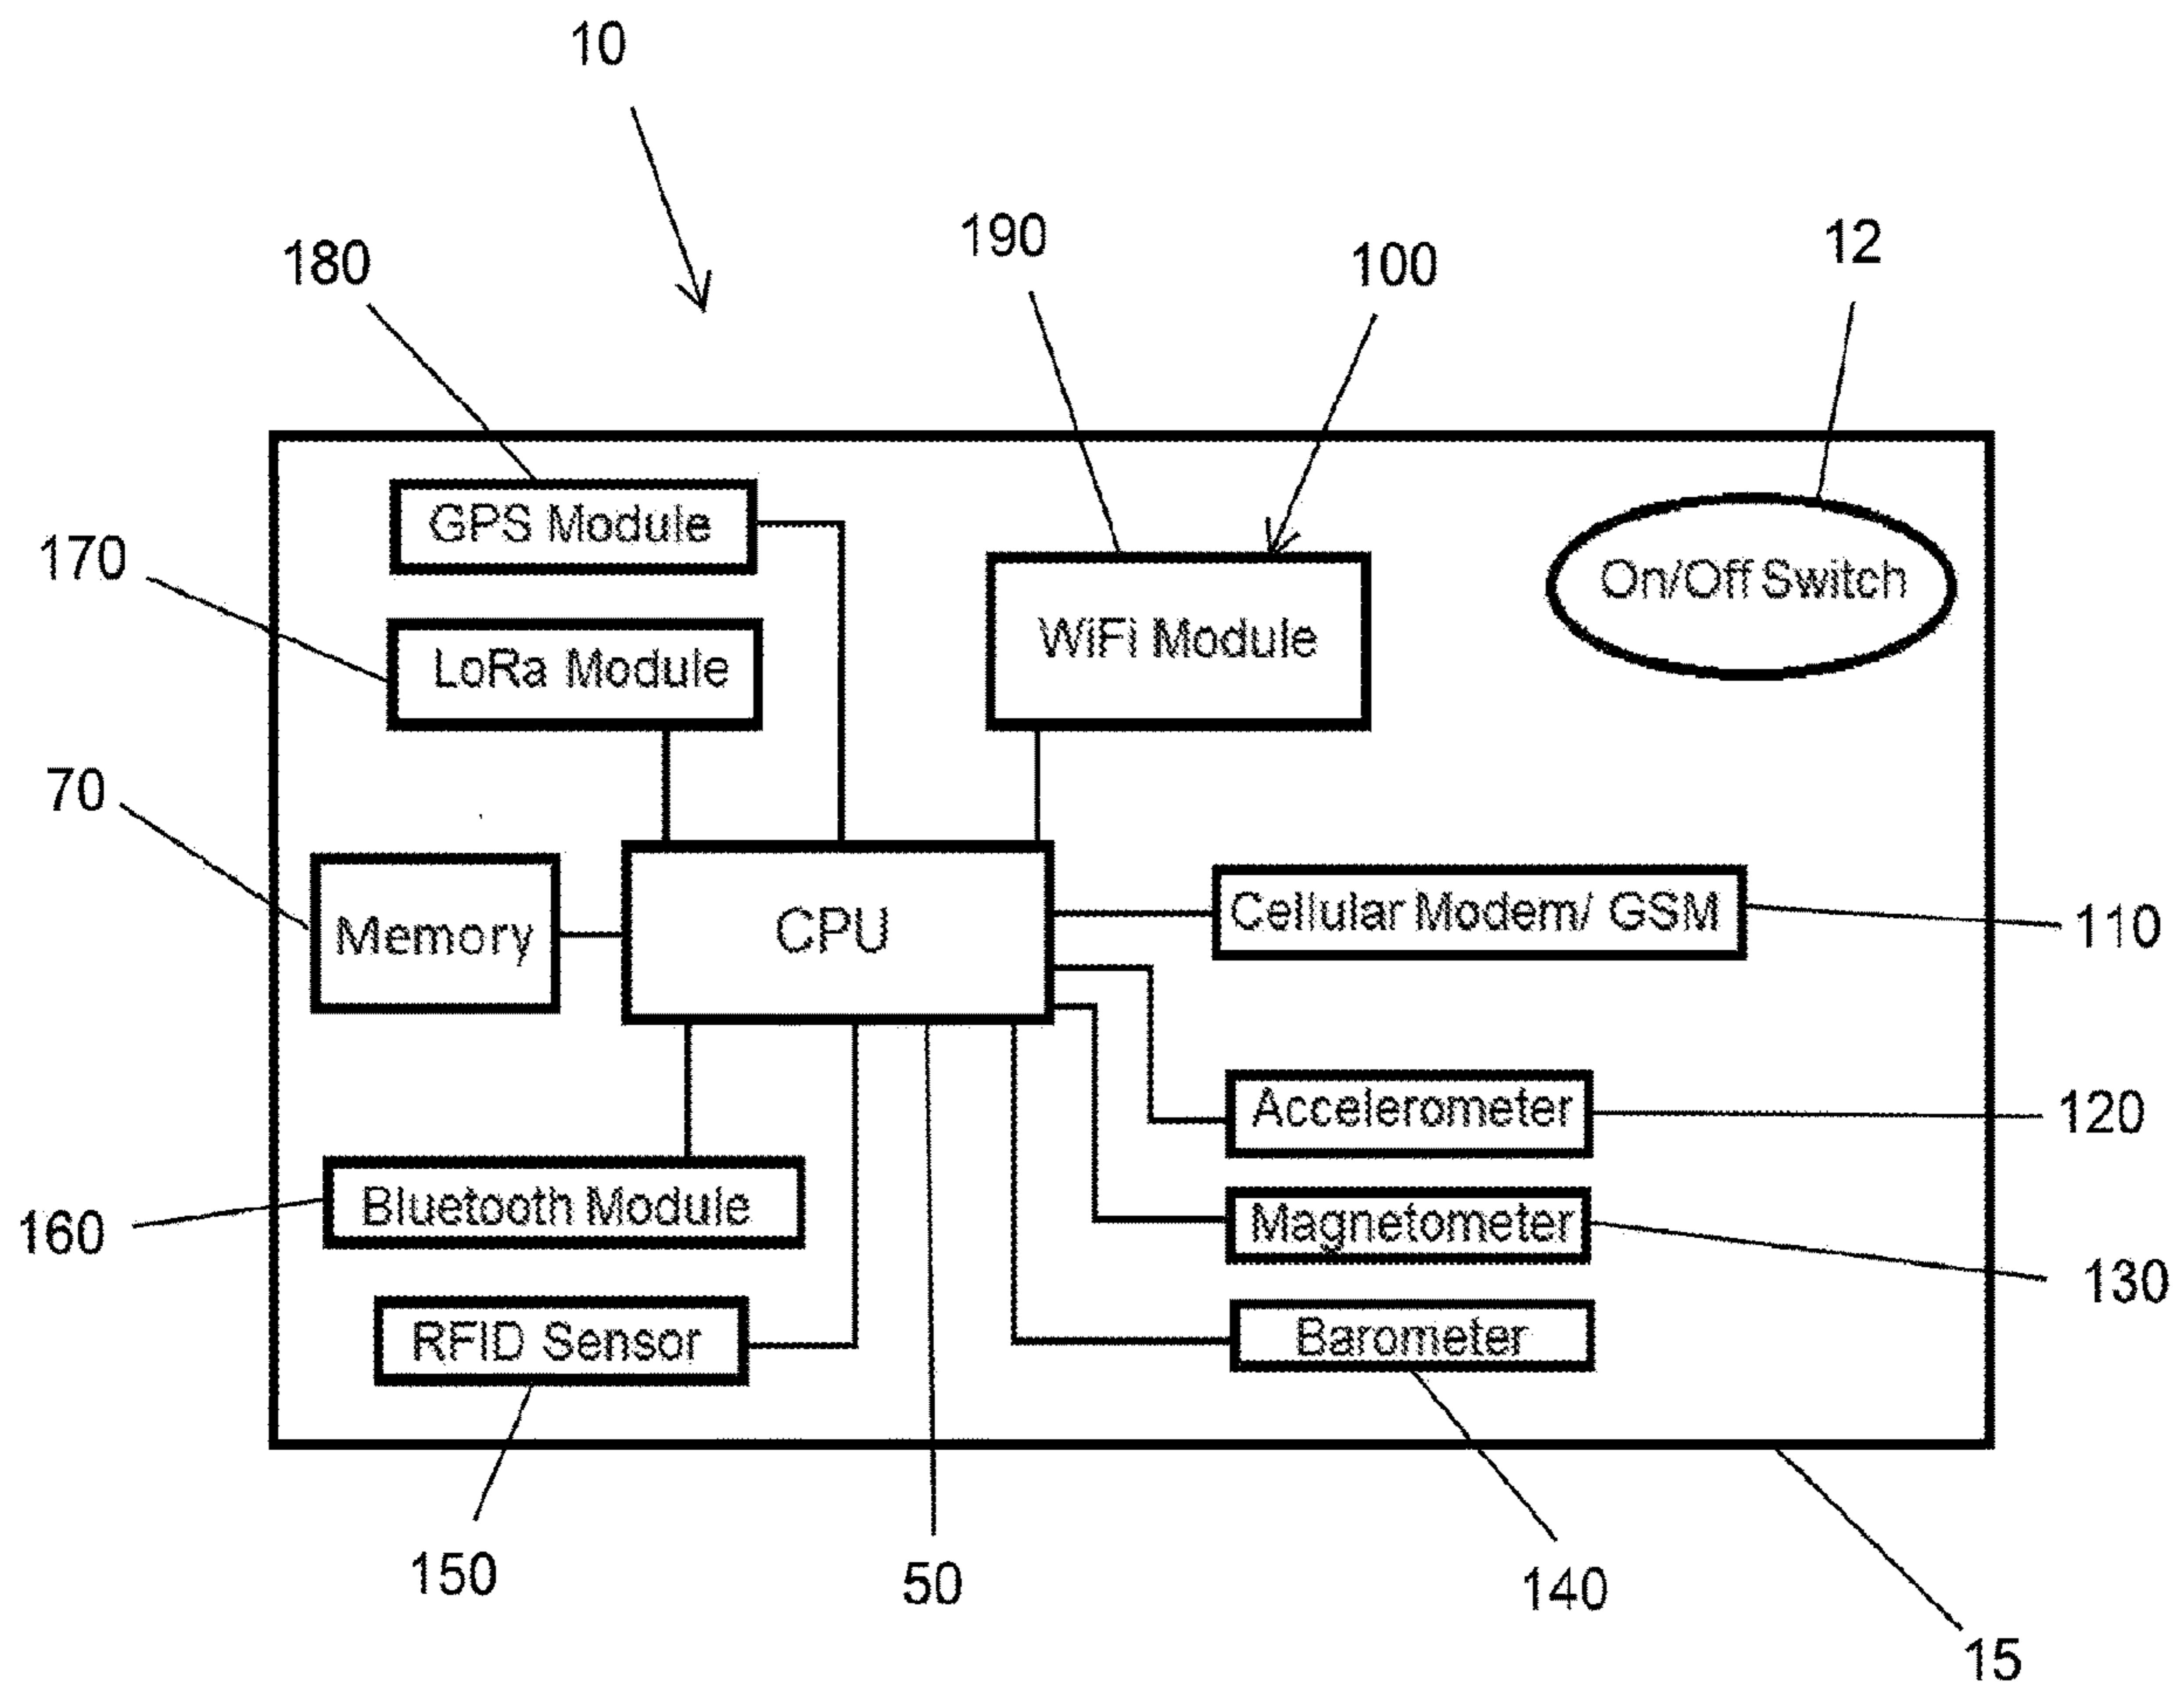 10
180
190
100
12
GPS Module
170
On/Off Switch
WiFi Module
LoRa Module
70
Cellular Modem/ GSM
Memory
CPU
110
Accelerometer
120
Bluetooth Module
Magnetometer
160
130
RFID Sensor
Barometer
150
50
140
15